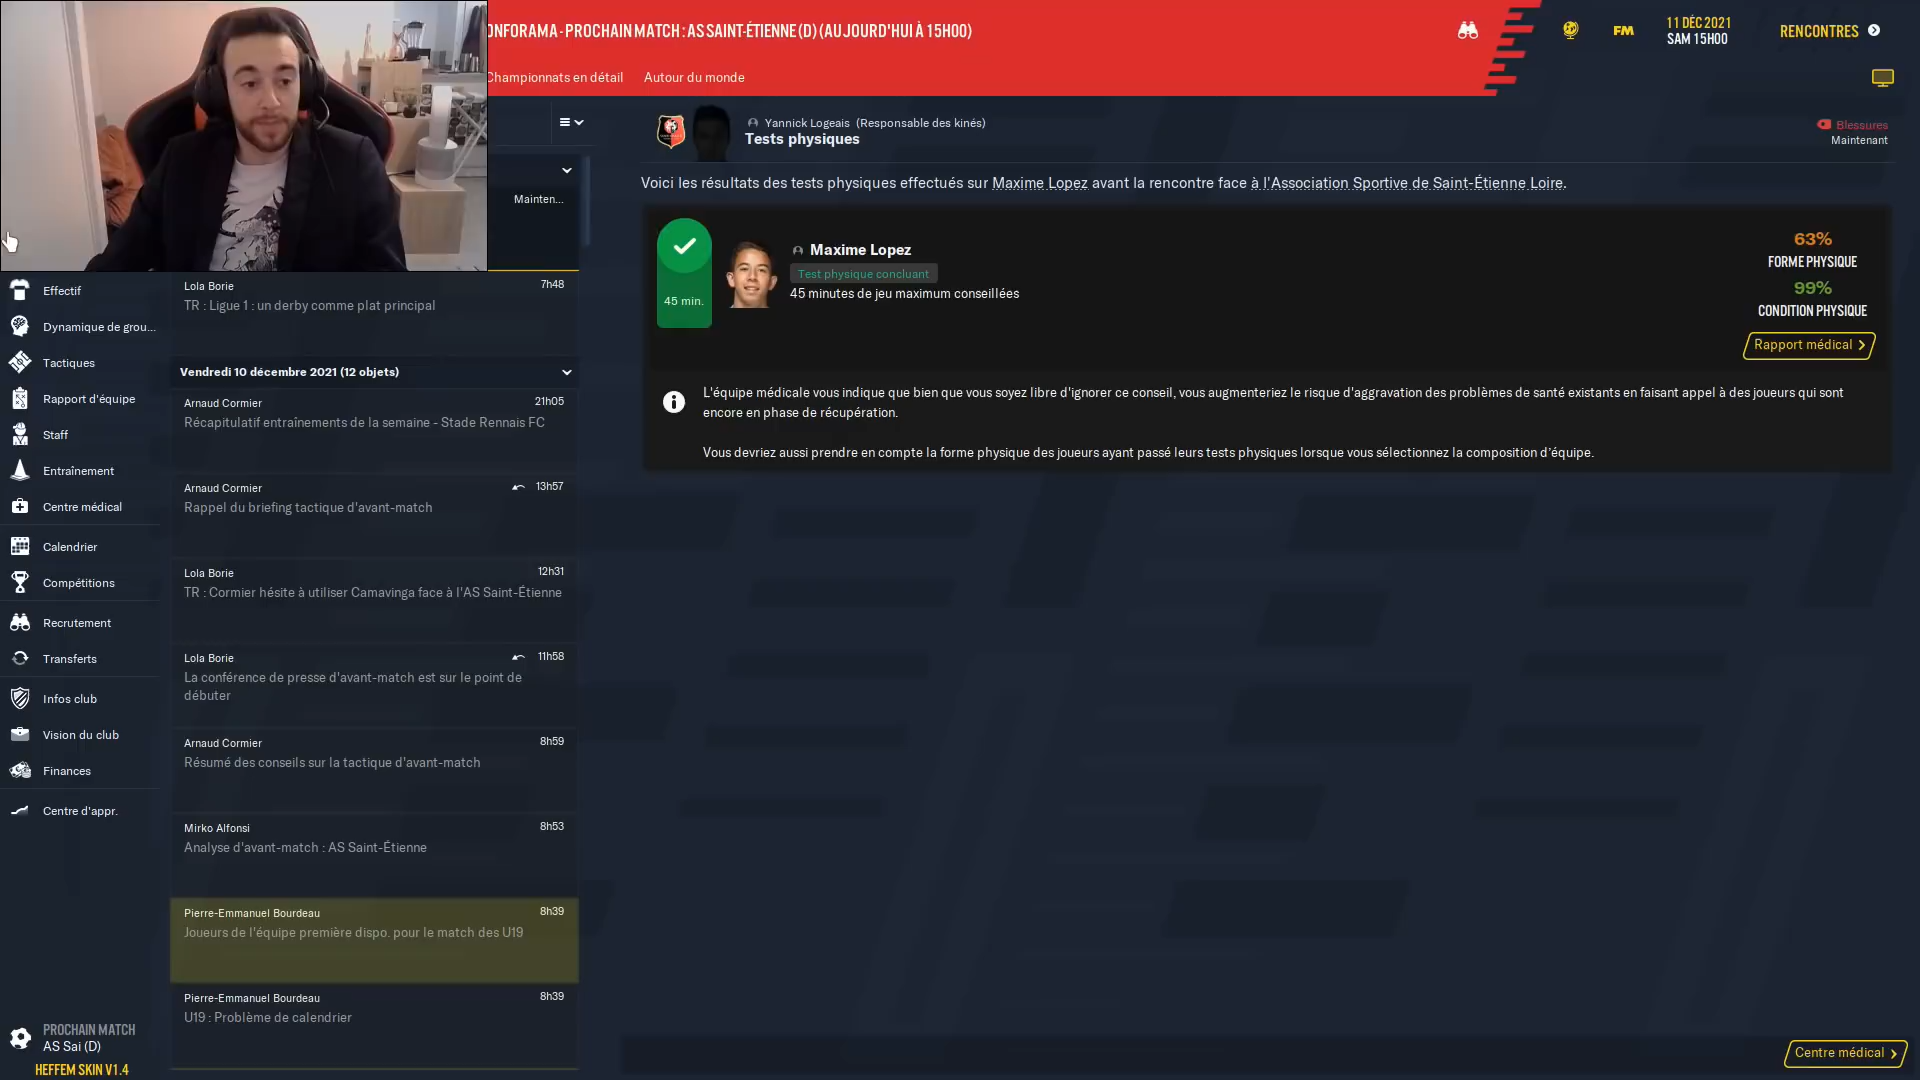 ONFORAMA - PROCHAIN MATCH : AS SAINT-ÉTIENNE (D) (AUJOURD'HUI À 15H00)
11 DÉC 2021
SAM 15H00
RENCONTRES
FM
Championnats en détail
Autour du monde
Yannick Logeais (Responsable des kinés)
Tests physiques
Blessures
Maintenant
Voici les résultats des tests physiques effectués sur Maxime Lopez avant la rencontre face à l'Association Sportive de Saint-Étienne Loire.
45 min.
Maxime Lopez
Test physique concluant
45 minutes de jeu maximum conseillées
63%
FORME PHYSIQUE
99%
CONDITION PHYSIQUE
Rapport médical
L'équipe médicale vous indique que bien que vous soyez libre d'ignorer ce conseil, vous augmenteriez le risque d'aggravation des problèmes de santé existants en faisant appel à des joueurs qui sont
encore en phase de récupération.
Vous devriez aussi prendre en compte la forme physique des joueurs ayant passé leurs tests physiques lorsque vous sélectionnez la composition d'équipe.
Centre médical
Mainten...
Lola Borie
7h48
TR : Ligue 1 : un derby comme plat principal
Vendredi 10 décembre 2021 (12 objets)
Arnaud Cormier
21h05
Récapitulatif entraînements de la semaine - Stade Rennais FC
Arnaud Cormier
13h57
Rappel du briefing tactique d'avant-match
Lola Borie
12h31
TR : Cormier hésite à utiliser Camavinga face à l'AS Saint-Étienne
Lola Borie
11h58
La conférence de presse d'avant-match est sur le point de
débuter
Arnaud Cormier
8h59
Résumé des conseils sur la tactique d'avant-match
Mirko Alfonsi
8h53
Analyse d'avant-match : AS Saint-Étienne
Pierre-Emmanuel Bourdeau
8h39
Joueurs de l'équipe première dispo. pour le match des U19
Pierre-Emmanuel Bourdeau
8h39
U19 : Problème de calendrier
Effectif
Dynamique de grou...
Tactiques
Rapport d'équipe
Staff
Entraînement
Centre médical
Calendrier
Compétitions
Recrutement
Transferts
Infos club
Vision du club
Finances
Centre d'appr.
PROCHAIN MATCH
AS Sai (D)
HEFFEM SKIN V1.4